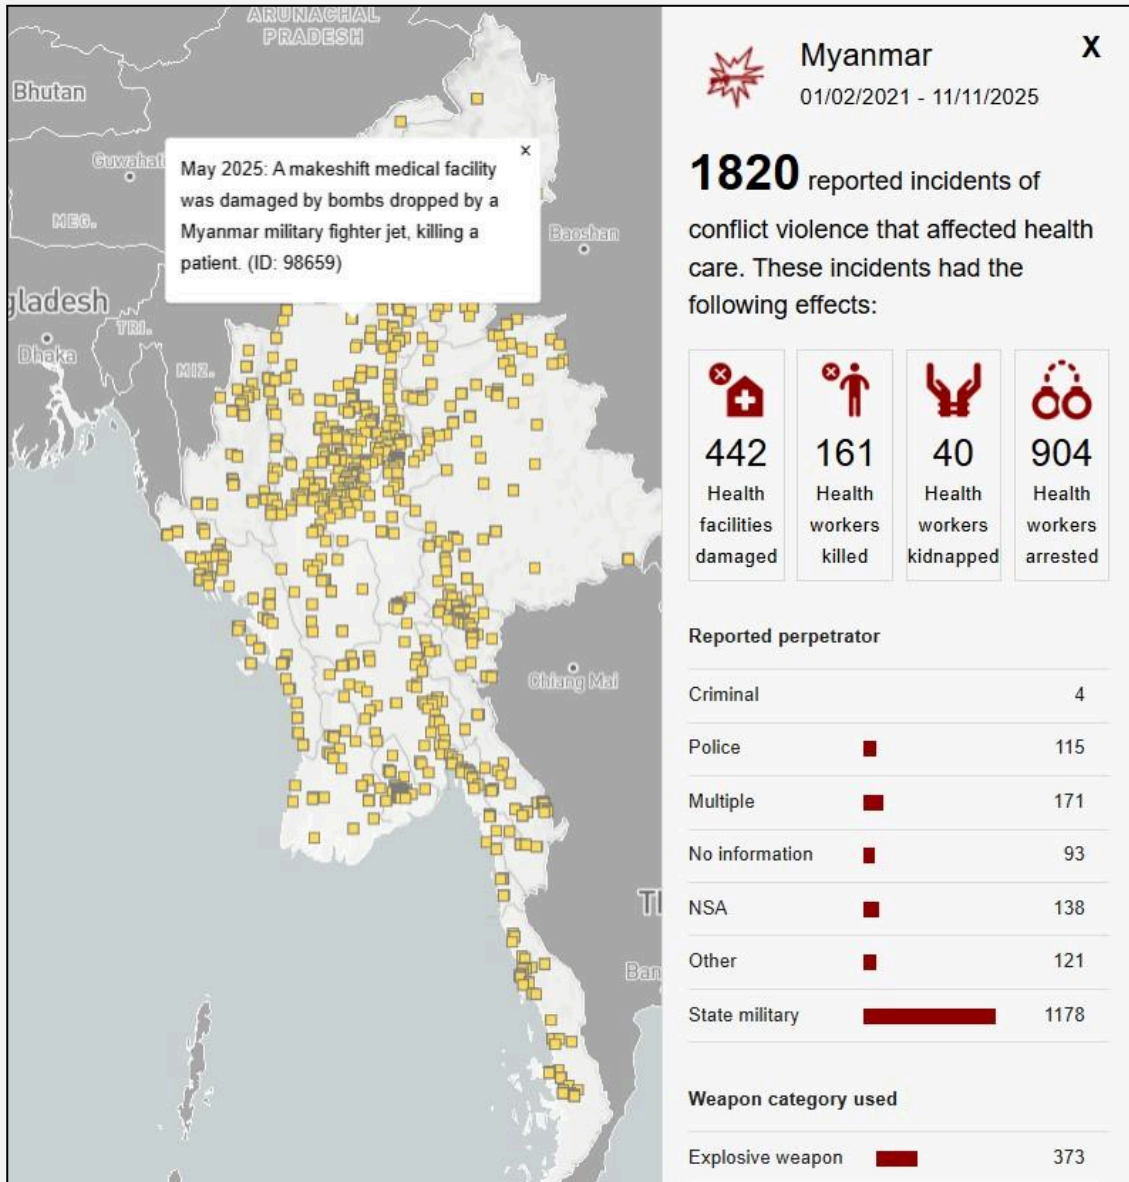 ARUNACHAL
PRADESH
Bhutan
Guwahati
MEG.
Baoshan
gladesh
TRI.
Dhaka
MIZ.
Chiang Mai
Ban
May 2025: A makeshift medical facility
was damaged by bombs dropped by a
Myanmar military fighter jet, killing a
patient. (ID: 98659)
x
Myanmar
X
01/02/2021 - 11/11/2025
1820 reported incidents of
conflict violence that affected health
care. These incidents had the
following effects:
442
Health
facilities
damaged
161
Health
workers
killed
40
Health
workers
kidnapped
904
Health
workers
arrested
Reported perpetrator
Criminal 4
Police 115
Multiple 171
No information 93
NSA 138
Other 121
State military 1178
Weapon category used
Explosive weapon 373